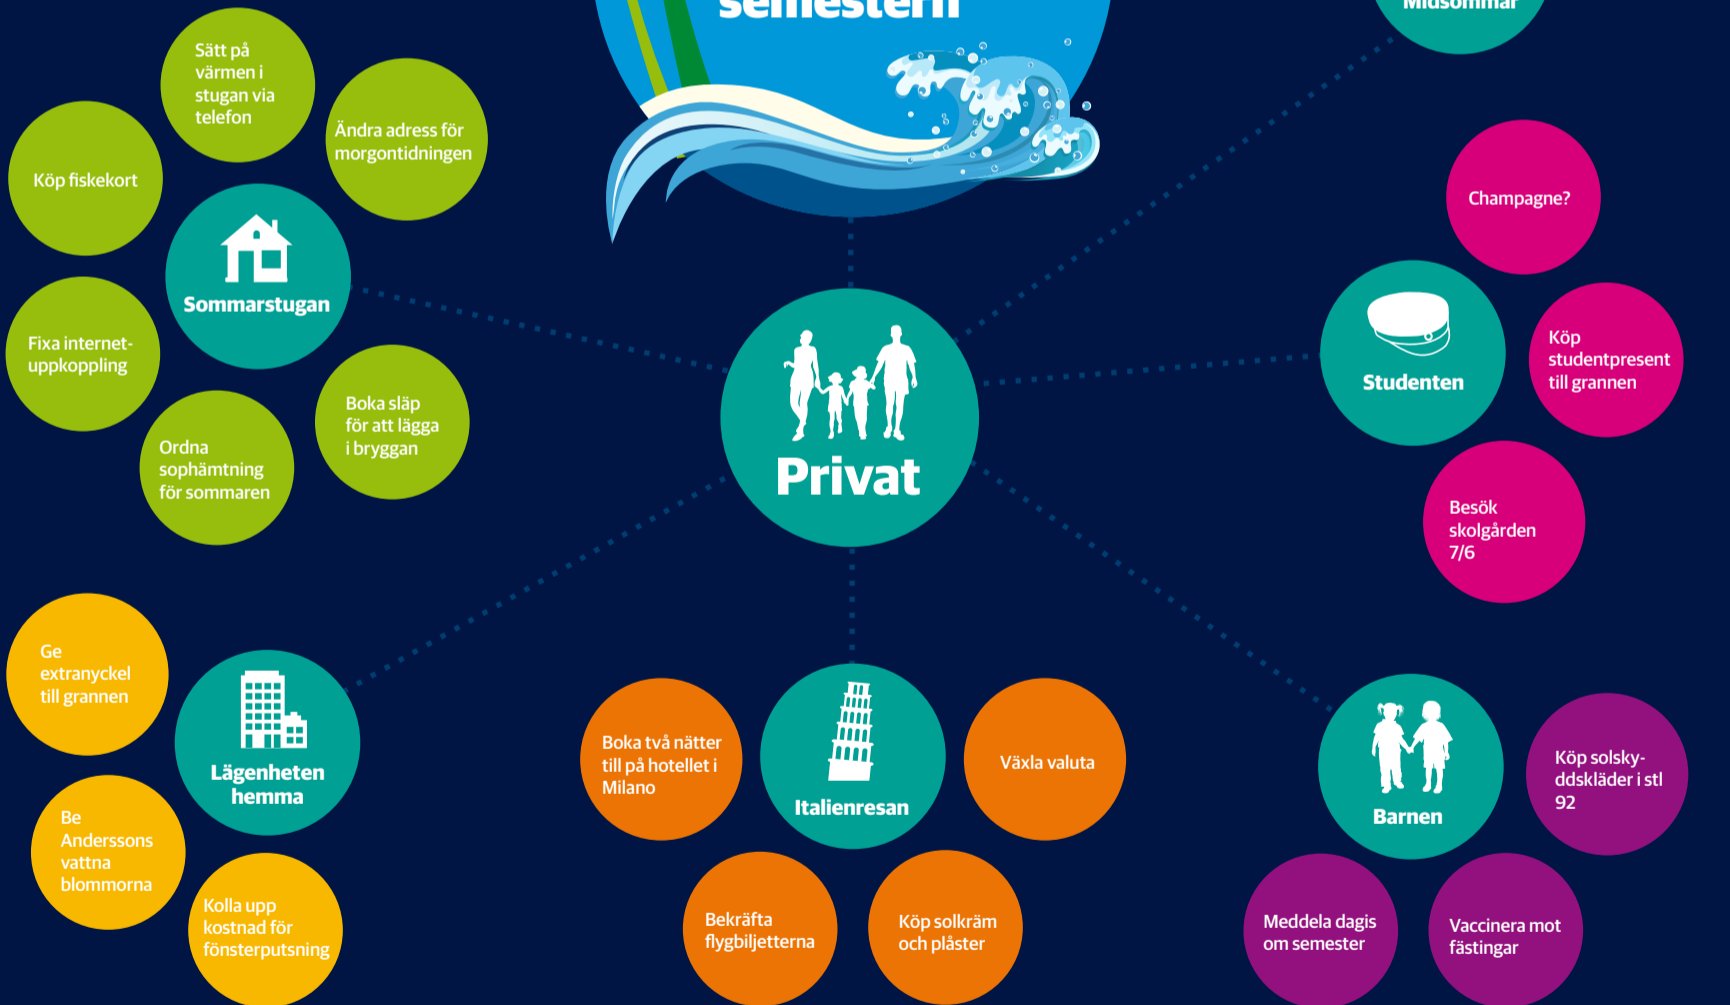 semestern
Midsommar
Sätt på
värmen i
stugan via
telefon
Ändra adress för
morgontidningen
Köp fiskekort
Sommarstugan
Fixa internet-
uppkoppling
Ordna
sophämtning
för sommaren
Boka släp
för att lägga
i bryggan
Privat
Champagne?
Studenten
Köp
studentpresent
till grannen
Besök
skolgården
7/6
Ge
extranyckel
till grannen
Lägenheten
hemma
Be
Anderssons
vattna
blommorna
Kolla upp
kostnad för
fönsterputsning
Boka två nätter
till på hotellet i
Milano
Italienresan
Växla valuta
Bekräfta
flygbiljetterna
Köp solkräm
och plåster
Barnen
Köp solsky-
ddskläder i stl
92
Meddela dagis
om semester
Vaccinera mot
fästingar